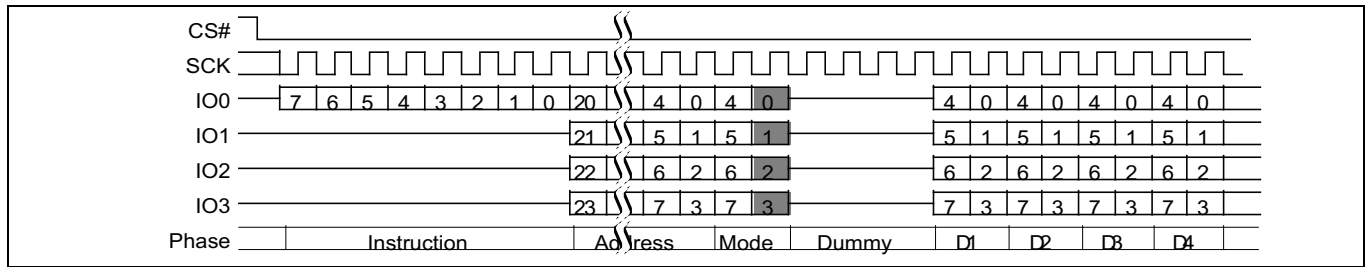 CS#
SCK
IO0 7 6 5 4 3 2 1 0 20 4 0 4 0 4 0 4 0 4 0 4 0
IO1 21 5 1 5 1 5 1 5 1 5 1 5 1
IO2 22 6 2 6 2 6 2 6 2 6 2 6 2
IO3 23 7 3 7 3 7 3 7 3 7 3 7 3
Phase Instruction Address Mode Dummy D1 D2 D3 D4